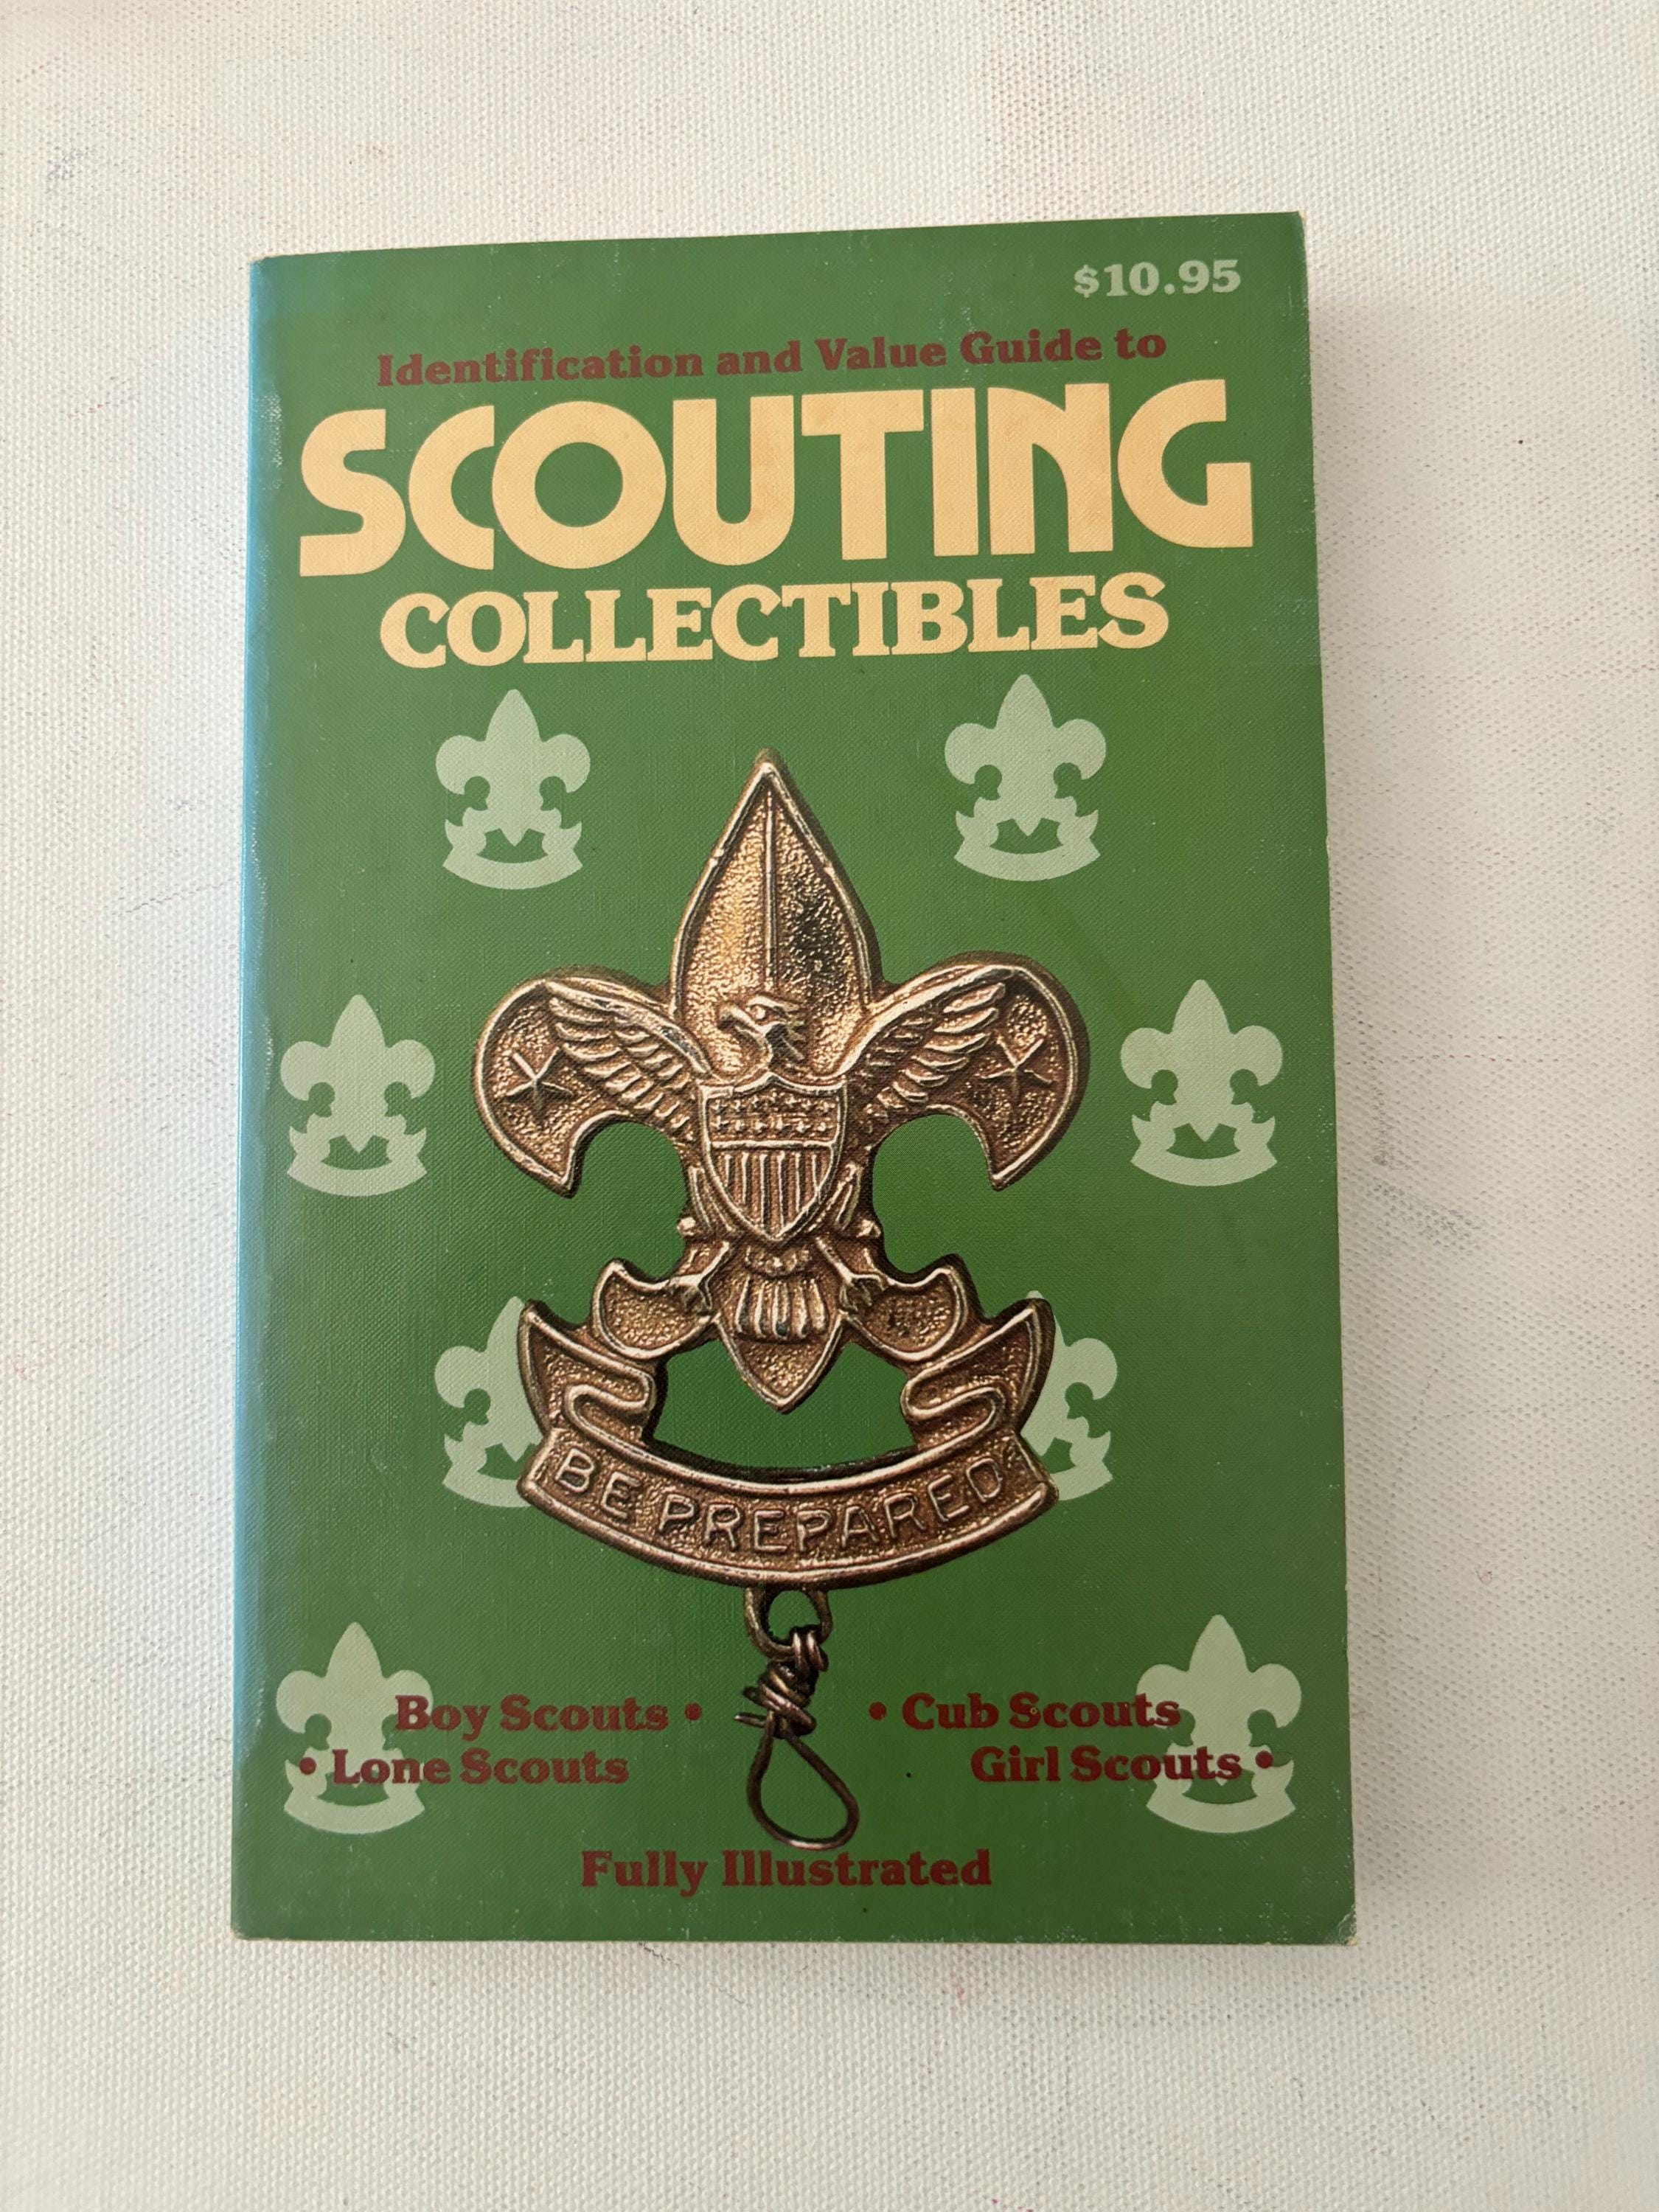 $10.95
Identification and Value Guide to
SCOUTING
COLLECTIBLES
BE PREPARED
Boy Scouts • • Cub Scouts
• Lone Scouts Girl Scouts •
Fully Illustrated